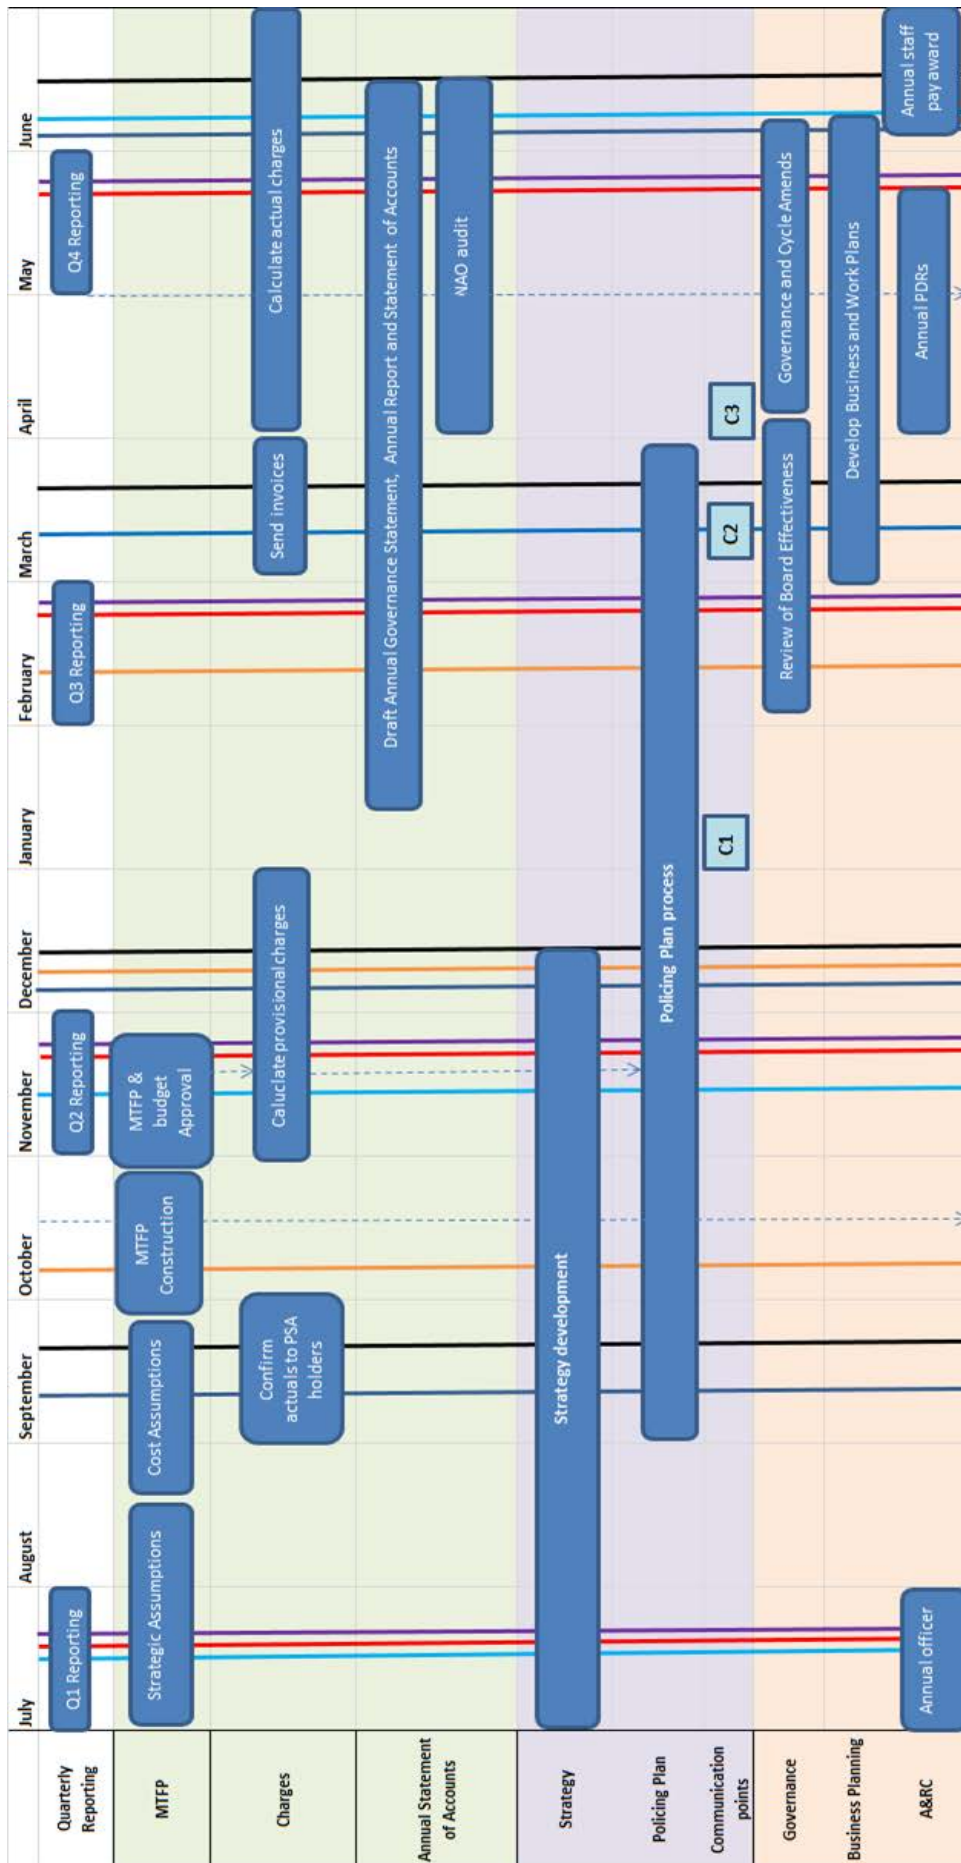 July August September October November December January February March April May June
Quarterly
Reporting
Q1 Reporting
Q2 Reporting
Q3 Reporting
Q4 Reporting
MTFP
Strategic Assumptions
Cost Assumptions
MTFP
Construction
MTFP &
budget
Approval
Charges
Confirm
actuals to PSA
holders
Caluclate provisional charges
Send invoices
Calculate actual charges
Annual Statement
of Accounts
Draft Annual Governance Statement, Annual Report and Statement of Accounts
NAO audit
Strategy
Strategy development
Policing Plan
Policing Plan process
Communication
points
C1
C2
C3
Governance
Review of Board Effectiveness
Governance and Cycle Amends
Business Planning
Develop Business and Work Plans
A&RC
Annual officer
Annual PDRs
Annual staff
pay award